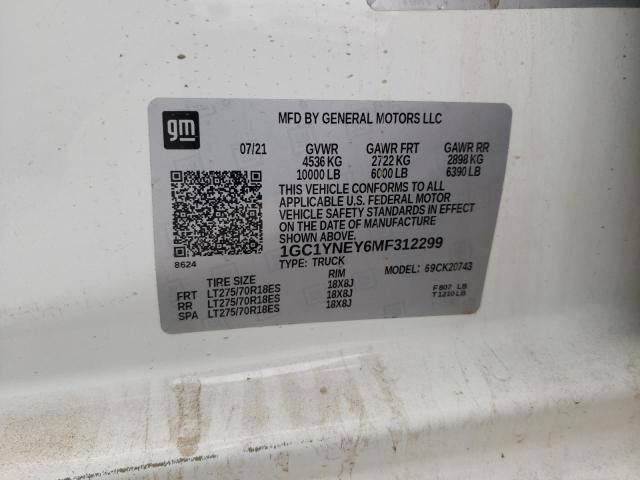 gm
MFD BY GENERAL MOTORS LLC
07/21 GVWR GAWR FRT GAWR RR
4536 KG 2722 KG 2898 KG
10000 LB 6000 LB 6390 LB
THIS VEHICLE CONFORMS TO ALL
APPLICABLE U.S. FEDERAL MOTOR
VEHICLE SAFETY STANDARDS IN EFFECT
ON THE DATE OF MANUFACTURE
SHOWN ABOVE.
1GC1YNEY6MF312299
8624
TYPE: TRUCK MODEL: 69CK20743
TIRE SIZE RIM
FRT LT275/70R18ES 18X8J
RR LT275/70R18ES 18X8J
SPA LT275/70R18ES 18X8J
F 807 LB
T 1210 LB